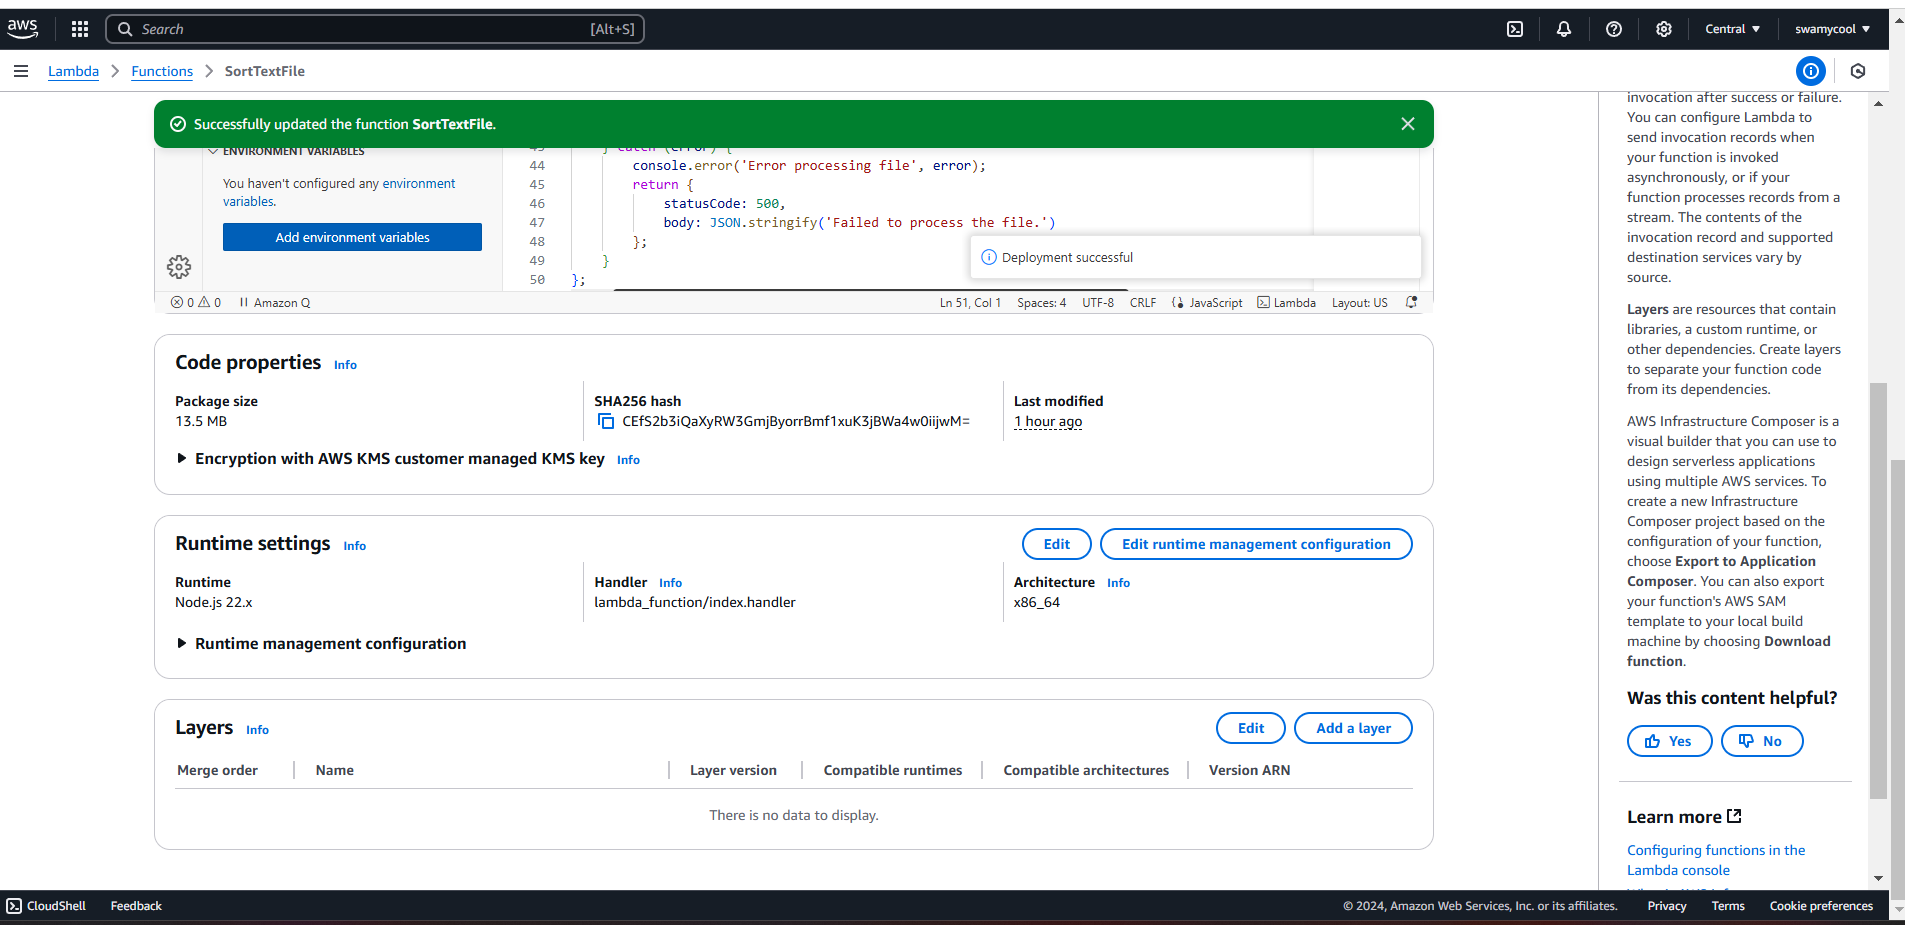 aws
Search
[Alt+S]
Central
swamycool
Lambda
Functions
SortTextFile
Successfully updated the function SortTextFile.
ENVIRONMENT VARIABLES
You haven't configured any environment
variables.
Add environment variables
43 } catch (error) {
44 console.error('Error processing file', error);
45 return {
46 statusCode: 500,
47 body: JSON.stringify('Failed to process the file.')
48 };
49 }
50 };
Deployment successful
0 0 Amazon Q
Ln 51, Col 1 Spaces: 4 UTF-8 CRLF JavaScript Lambda Layout: US
Code properties Info
Package size
13.5 MB
SHA256 hash
CEfS2b3iQaXyRW3GmjByorrBmf1xuK3jBWa4w0iijwM=
Last modified
1 hour ago
Encryption with AWS KMS customer managed KMS key Info
Runtime settings Info
Edit
Edit runtime management configuration
Runtime
Node.js 22.x
Handler Info
lambda_function/index.handler
Architecture Info
x86_64
Runtime management configuration
Layers Info
Edit
Add a layer
Merge order
Name
Layer version
Compatible runtimes
Compatible architectures
Version ARN
There is no data to display.
invocation after success or failure.
You can configure Lambda to
send invocation records when
your function is invoked
asynchronously, or if your
function processes records from a
stream. The contents of the
invocation record and supported
destination services vary by
source.
Layers are resources that contain
libraries, a custom runtime, or
other dependencies. Create layers
to separate your function code
from its dependencies.
AWS Infrastructure Composer is a
visual builder that you can use to
design serverless applications
using multiple AWS services. To
create a new Infrastructure
Composer project based on the
configuration of your function,
choose Export to Application
Composer. You can also export
your function's AWS SAM
template to your local build
machine by choosing Download
function.
Was this content helpful?
Yes
No
Learn more
Configuring functions in the
Lambda console
CloudShell
Feedback
© 2024, Amazon Web Services, Inc. or its affiliates.
Privacy
Terms
Cookie preferences